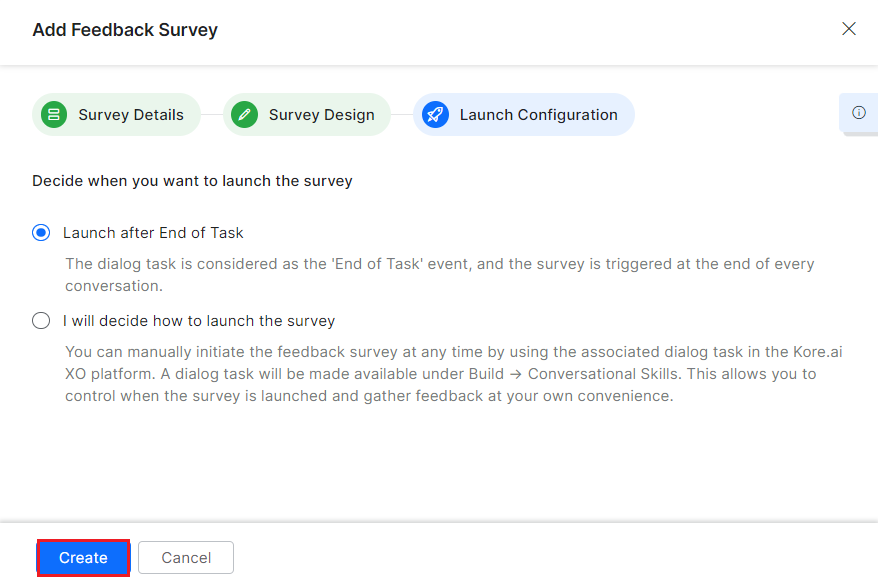 Add Feedback Survey
Survey Details
Survey Design
Launch Configuration
Decide when you want to launch the survey
Launch after End of Task
The dialog task is considered as the 'End of Task' event, and the survey is triggered at the end of every
conversation.
I will decide how to launch the survey
You can manually initiate the feedback survey at any time by using the associated dialog task in the Kore.ai
XO platform. A dialog task will be made available under Build → Conversational Skills. This allows you to
control when the survey is launched and gather feedback at your own convenience.
Create
Cancel